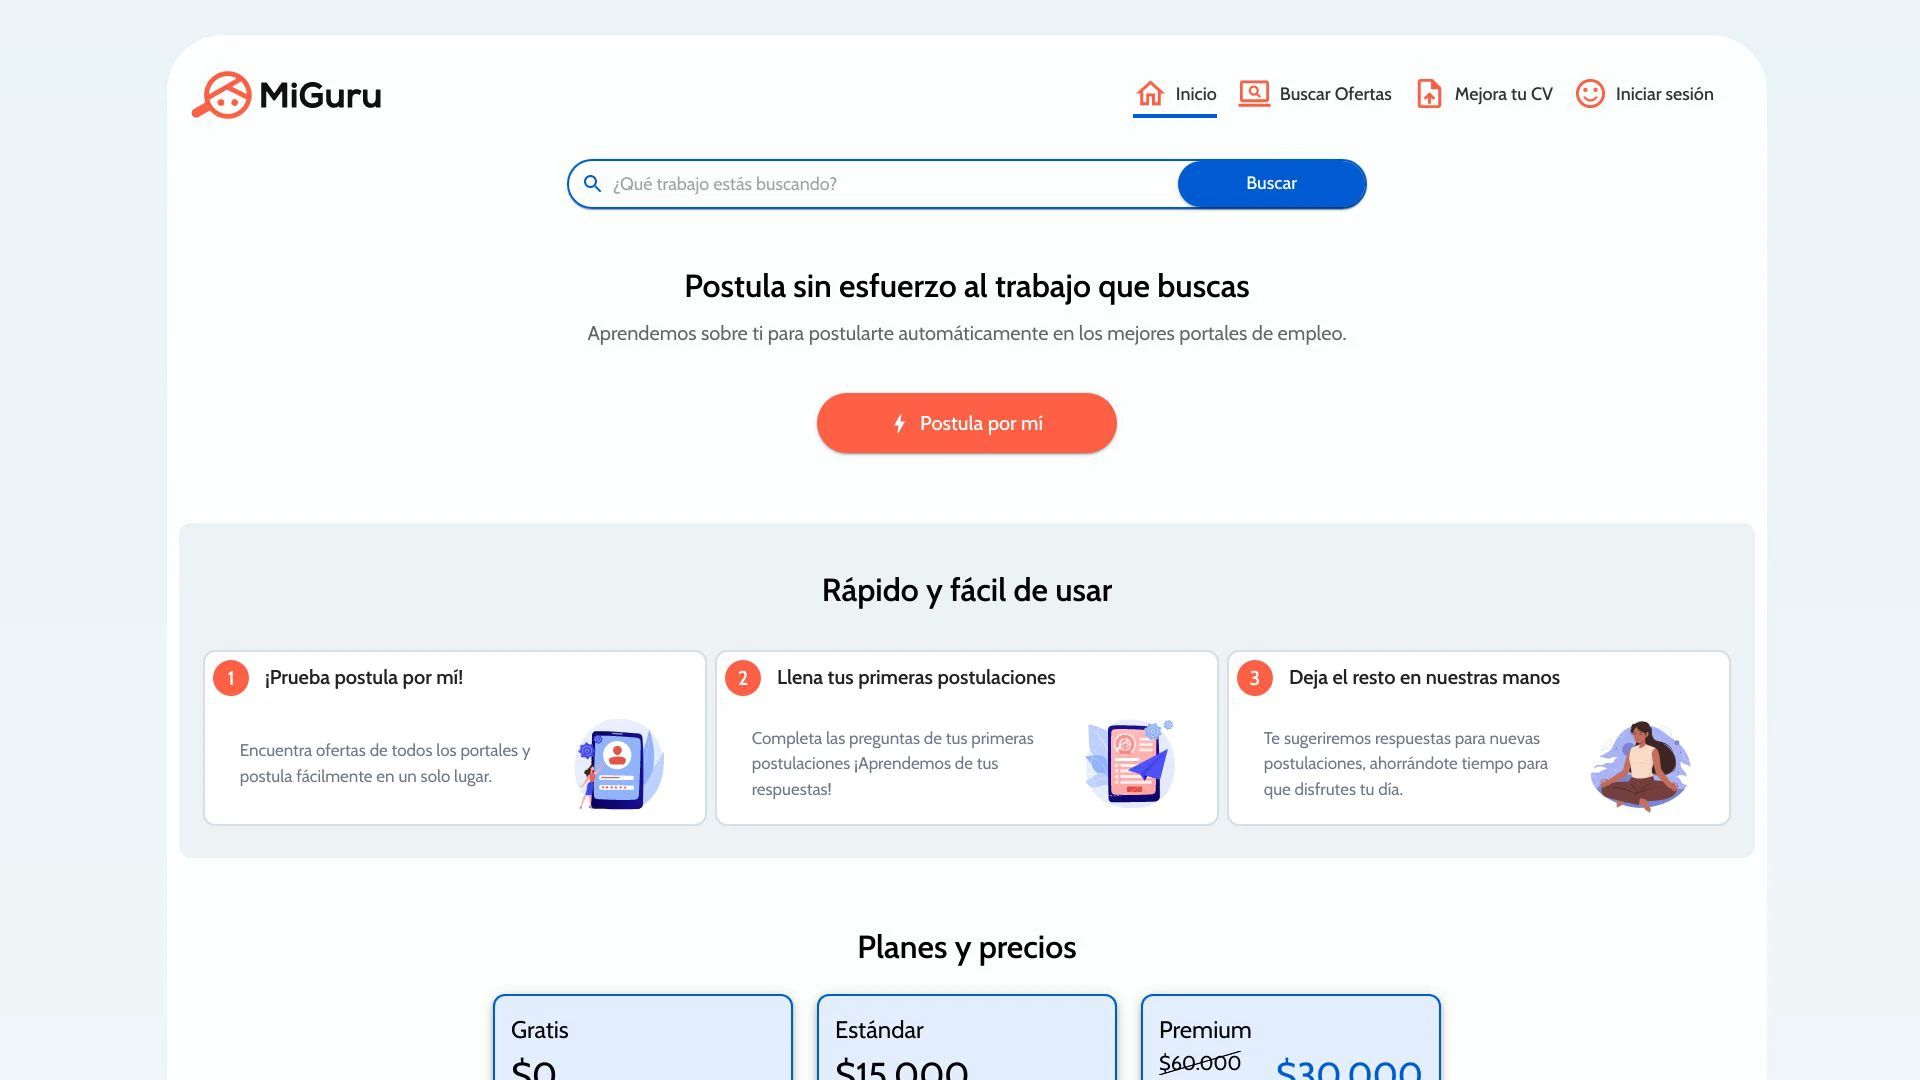 MiGuru
Inicio
Buscar Ofertas
Mejora tu CV
Iniciar sesión
¿Qué trabajo estás buscando?
Buscar
Postula sin esfuerzo al trabajo que buscas
Aprendemos sobre ti para postularte automáticamente en los mejores portales de empleo.
Postula por mí
Rápido y fácil de usar
1
¡Prueba postula por mí!
Encuentra ofertas de todos los portales y
postula fácilmente en un solo lugar.
2
Llena tus primeras postulaciones
Completa las preguntas de tus primeras
postulaciones ¡Aprendemos de tus
respuestas!
3
Deja el resto en nuestras manos
Te sugeriremos respuestas para nuevas
postulaciones, ahorrándote tiempo para
que disfrutes tu día.
Planes y precios
Gratis
$0
Estándar
$15.000
Premium
$60.000
$30.000